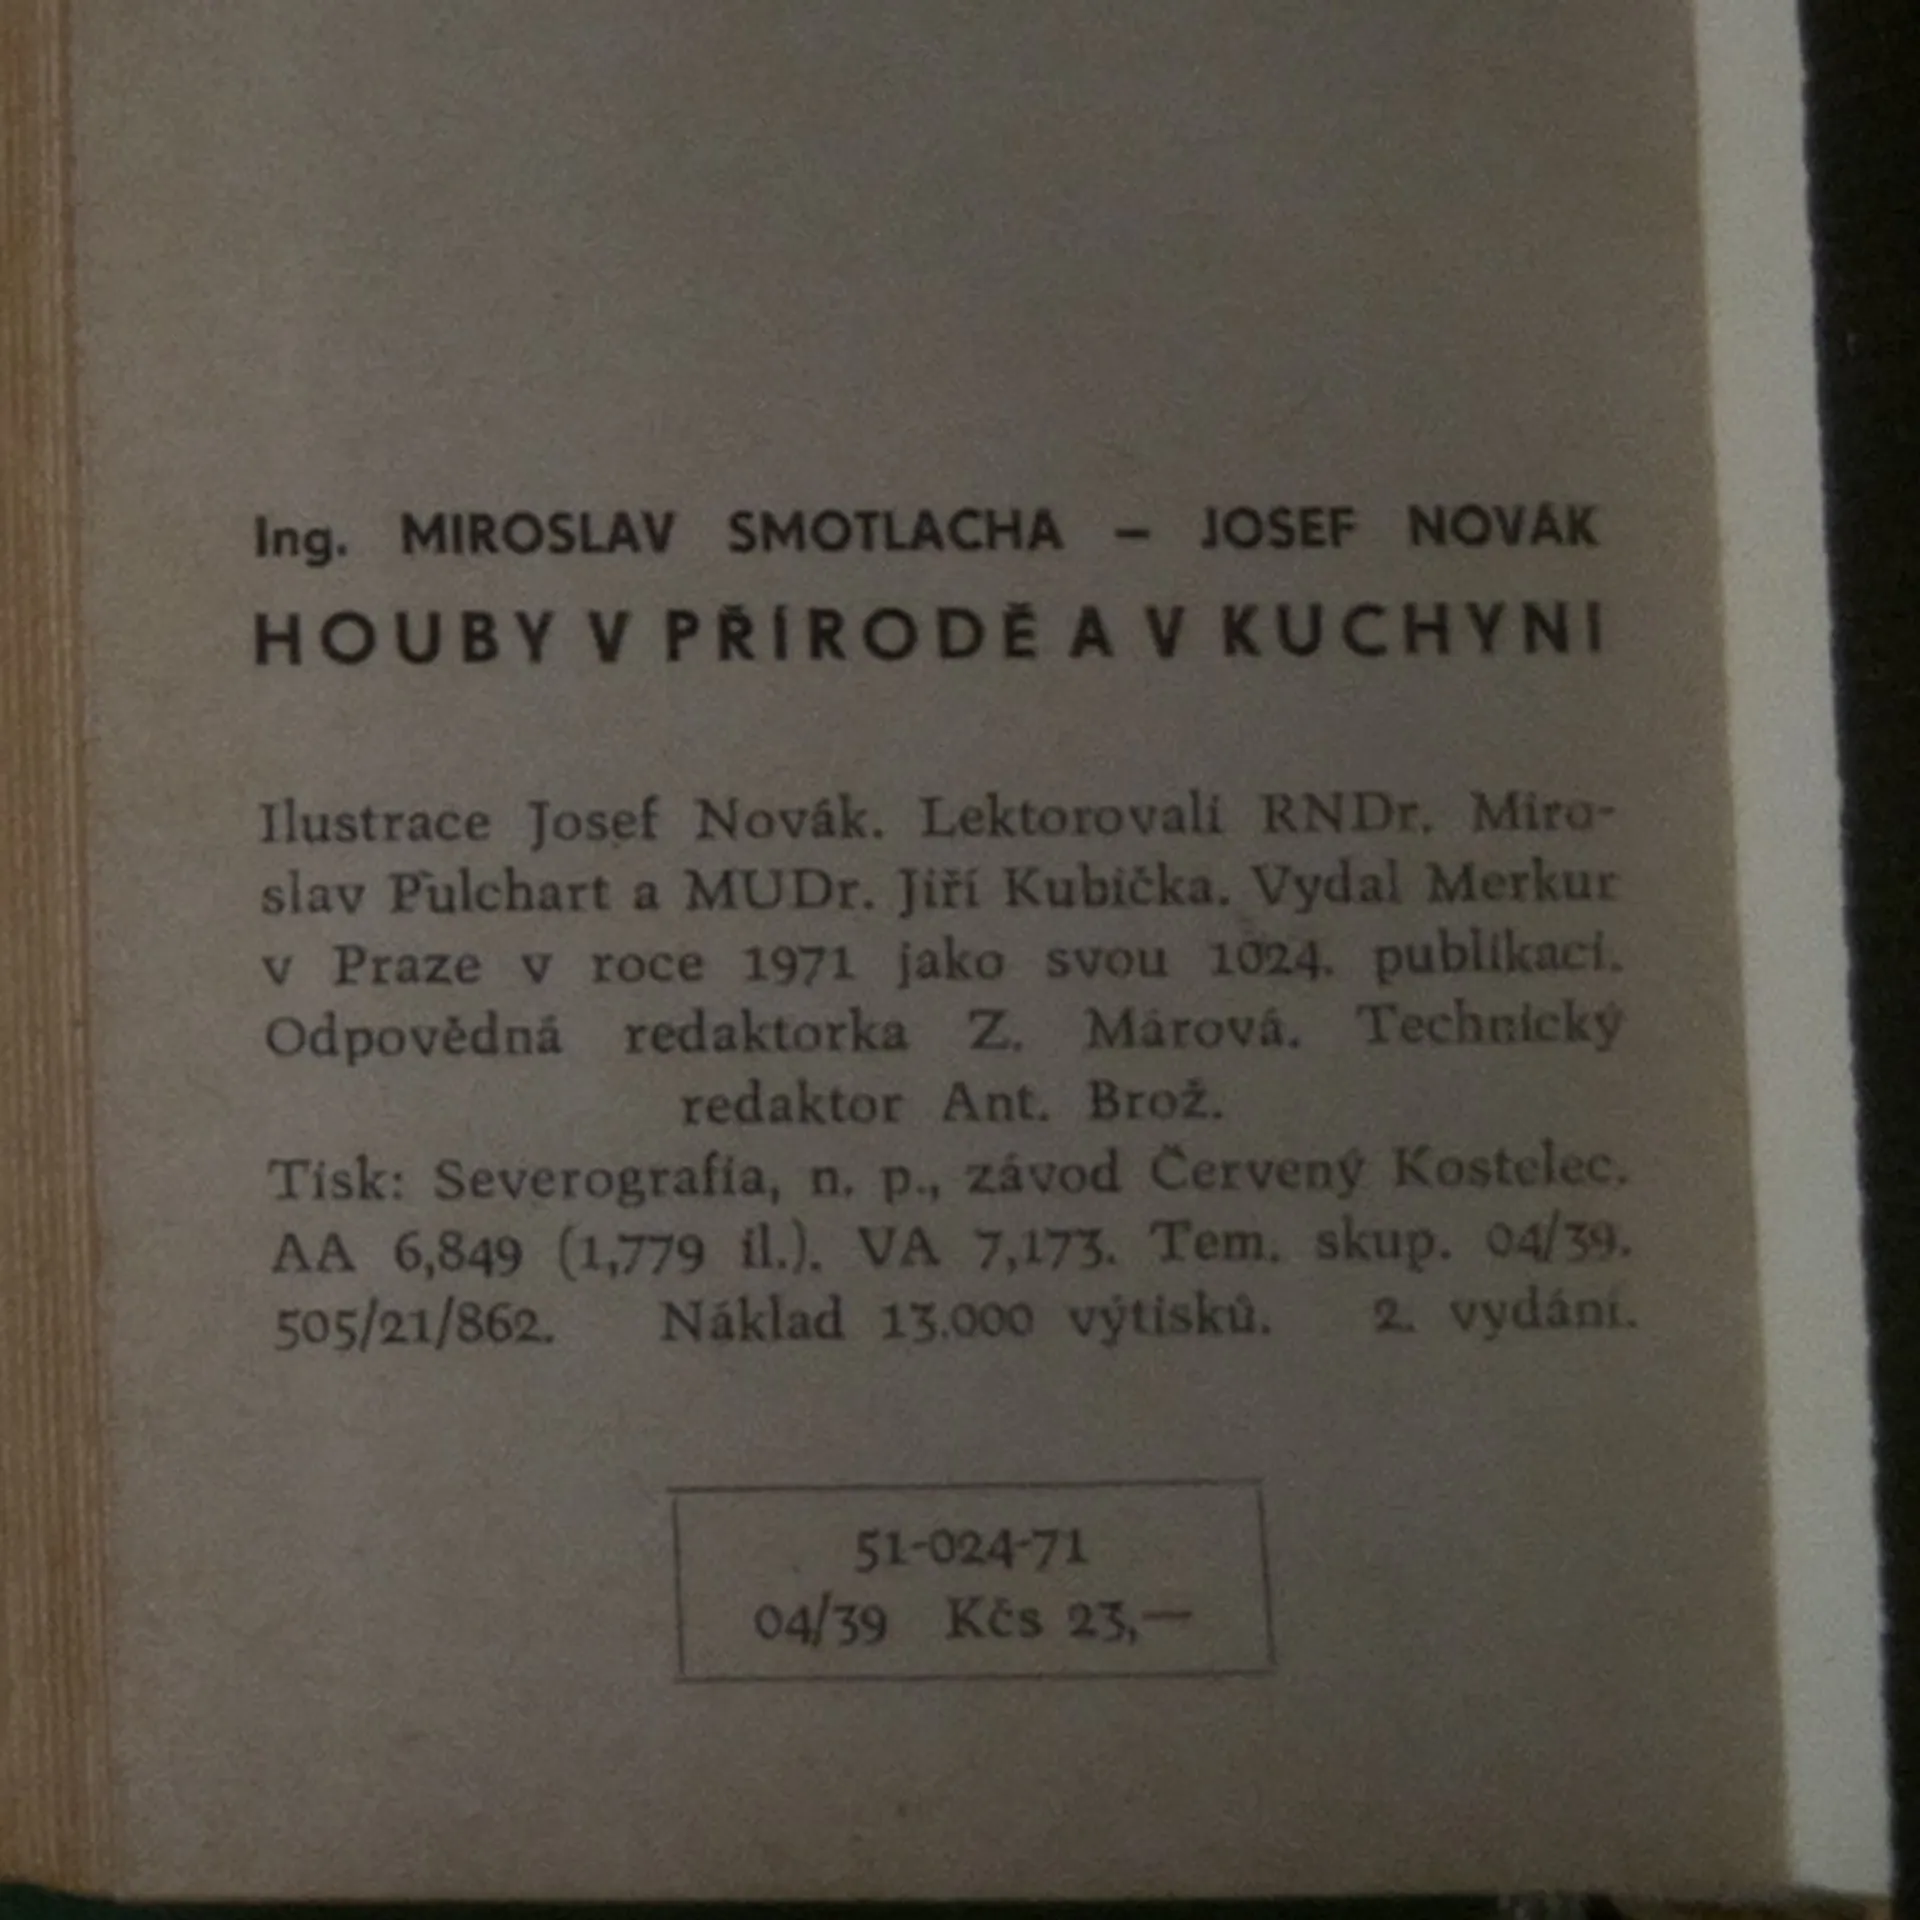 Ing. MIROSLAV SMOTLACHA – JOSEF NOVÁK
HOUBY V PŘÍRODĚ A V KUCHYNI
Ilustrace Josef Novák. Lektorovali RNDr. Miro-
slav Pulchart a MUDr. Jiří Kubička. Vydal Merkur
v Praze v roce 1971 jako svou 1024. publikaci.
Odpovědná redaktorka Z. Márová. Technický
redaktor Ant. Brož.
Tisk: Severografia, n. p., závod Červený Kostelec.
AA 6,849 (1,779 il.). VA 7,173. Tem. skup. 04/39.
505/21/862. Náklad 13.000 výtisků. 2. vydání.
51-024-71
04/39 Kčs 23,—